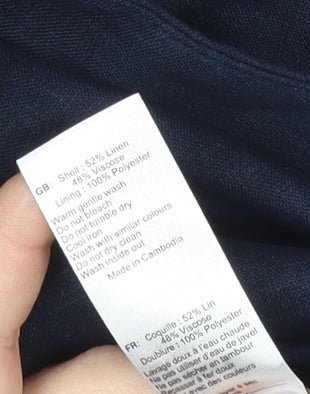 GB: Shell : 52% Linen
48% Viscose
Lining : 100% Polyester
Warm gentle wash
Do not bleach
Do not tumble dry
Cool iron
Wash with similar colours
Do not dry clean
Wash inside out
Made in Cambodia
FR: Coquille : 52% Lin
48% Viscose
Doublure : 100% Polyester
Lavage doux à l'eau chaude
Ne pas utiliser d'eau de javel
Ne pas sécher en tambour
Repasser à fer doux
avec des couleurs